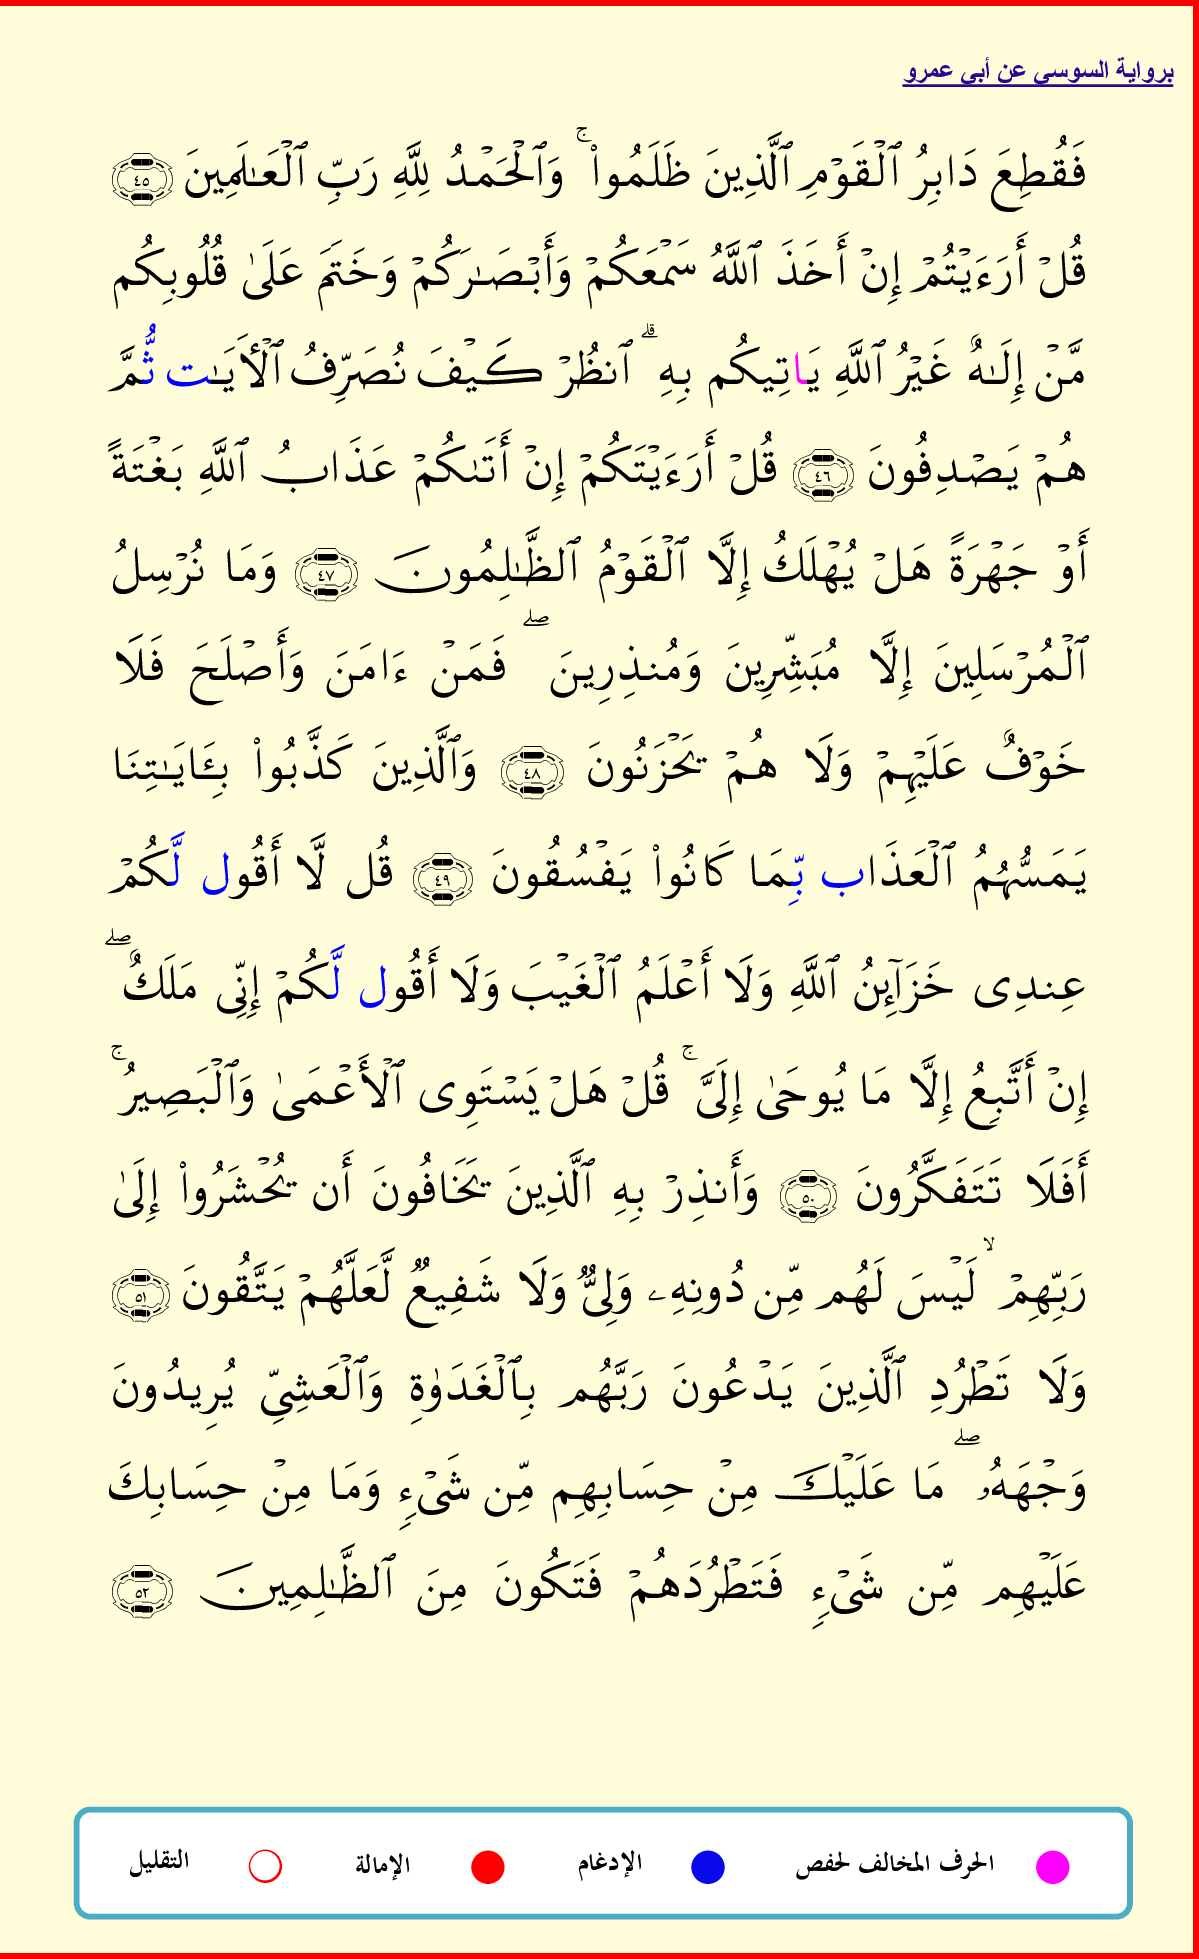 برواية السوسي عن أبي عمرو
فَقُطِعَ دَابِرُ ٱلْقَوْمِ ٱلَّذِينَ ظَلَمُوا۟ ۚ وَٱلْحَمْدُ لِلَّهِ رَبِّ ٱلْعَـٰلَمِينَ ٤٥
قُلْ أَرَءَيْتُمْ إِنْ أَخَذَ ٱللَّهُ سَمْعَكُمْ وَأَبْصَـٰرَكُمْ وَخَتَمَ عَلَىٰ قُلُوبِكُم
مَّنْ إِلَـٰهٌ غَيْرُ ٱللَّهِ يَاتِيكُم بِهِ ۗ ٱنظُرْ كَيْفَ نُصَرِّفُ ٱلْـَٔايَـٰت ثُّمَّ
هُمْ يَصْدِفُونَ ٤٦ قُلْ أَرَءَيْتَكُمْ إِنْ أَتَىٰكُمْ عَذَابُ ٱللَّهِ بَغْتَةً
أَوْ جَهْرَةً هَلْ يُهْلَكُ إِلَّا ٱلْقَوْمُ ٱلظَّـٰلِمُونَ ٤٧ وَمَا نُرْسِلُ
ٱلْمُرْسَلِينَ إِلَّا مُبَشِّرِينَ وَمُنذِرِينَ ۖ فَمَنْ ءَامَنَ وَأَصْلَحَ فَلَا
خَوْفٌ عَلَيْهِمْ وَلَا هُمْ يَحْزَنُونَ ٤٨ وَٱلَّذِينَ كَذَّبُوا۟ بِـَٔايَـٰتِنَا
يَمَسُّهُمُ ٱلْعَذَاب بِّمَا كَانُوا۟ يَفْسُقُونَ ٤٩ قُل لَّا أَقُول لَّكُمْ
عِندِى خَزَآئِنُ ٱللَّهِ وَلَا أَعْلَمُ ٱلْغَيْبَ وَلَا أَقُول لَّكُمْ إِنِّى مَلَكٌ ۖ
إِنْ أَتَّبِعُ إِلَّا مَا يُوحَىٰ إِلَىَّ ۚ قُلْ هَلْ يَسْتَوِى ٱلْأَعْمَىٰ وَٱلْبَصِيرُ ۚ
أَفَلَا تَتَفَكَّرُونَ ٥٠ وَأَنذِرْ بِهِ ٱلَّذِينَ يَخَافُونَ أَن يُحْشَرُوا۟ إِلَىٰ
رَبِّهِمْ ۙ لَيْسَ لَهُم مِّن دُونِهِۦ وَلِىٌّ وَلَا شَفِيعٌ لَّعَلَّهُمْ يَتَّقُونَ ٥١
وَلَا تَطْرُدِ ٱلَّذِينَ يَدْعُونَ رَبَّهُم بِٱلْغَدَوٰةِ وَٱلْعَشِىِّ يُرِيدُونَ
وَجْهَهُۥ ۖ مَا عَلَيْكَ مِنْ حِسَابِهِم مِّن شَىْءٍ وَمَا مِنْ حِسَابِكَ
عَلَيْهِم مِّن شَىْءٍ فَتَطْرُدَهُمْ فَتَكُونَ مِنَ ٱلظَّـٰلِمِينَ ٥٢
الحرف المخالف لحفص الإدغام الإمالة التقليل